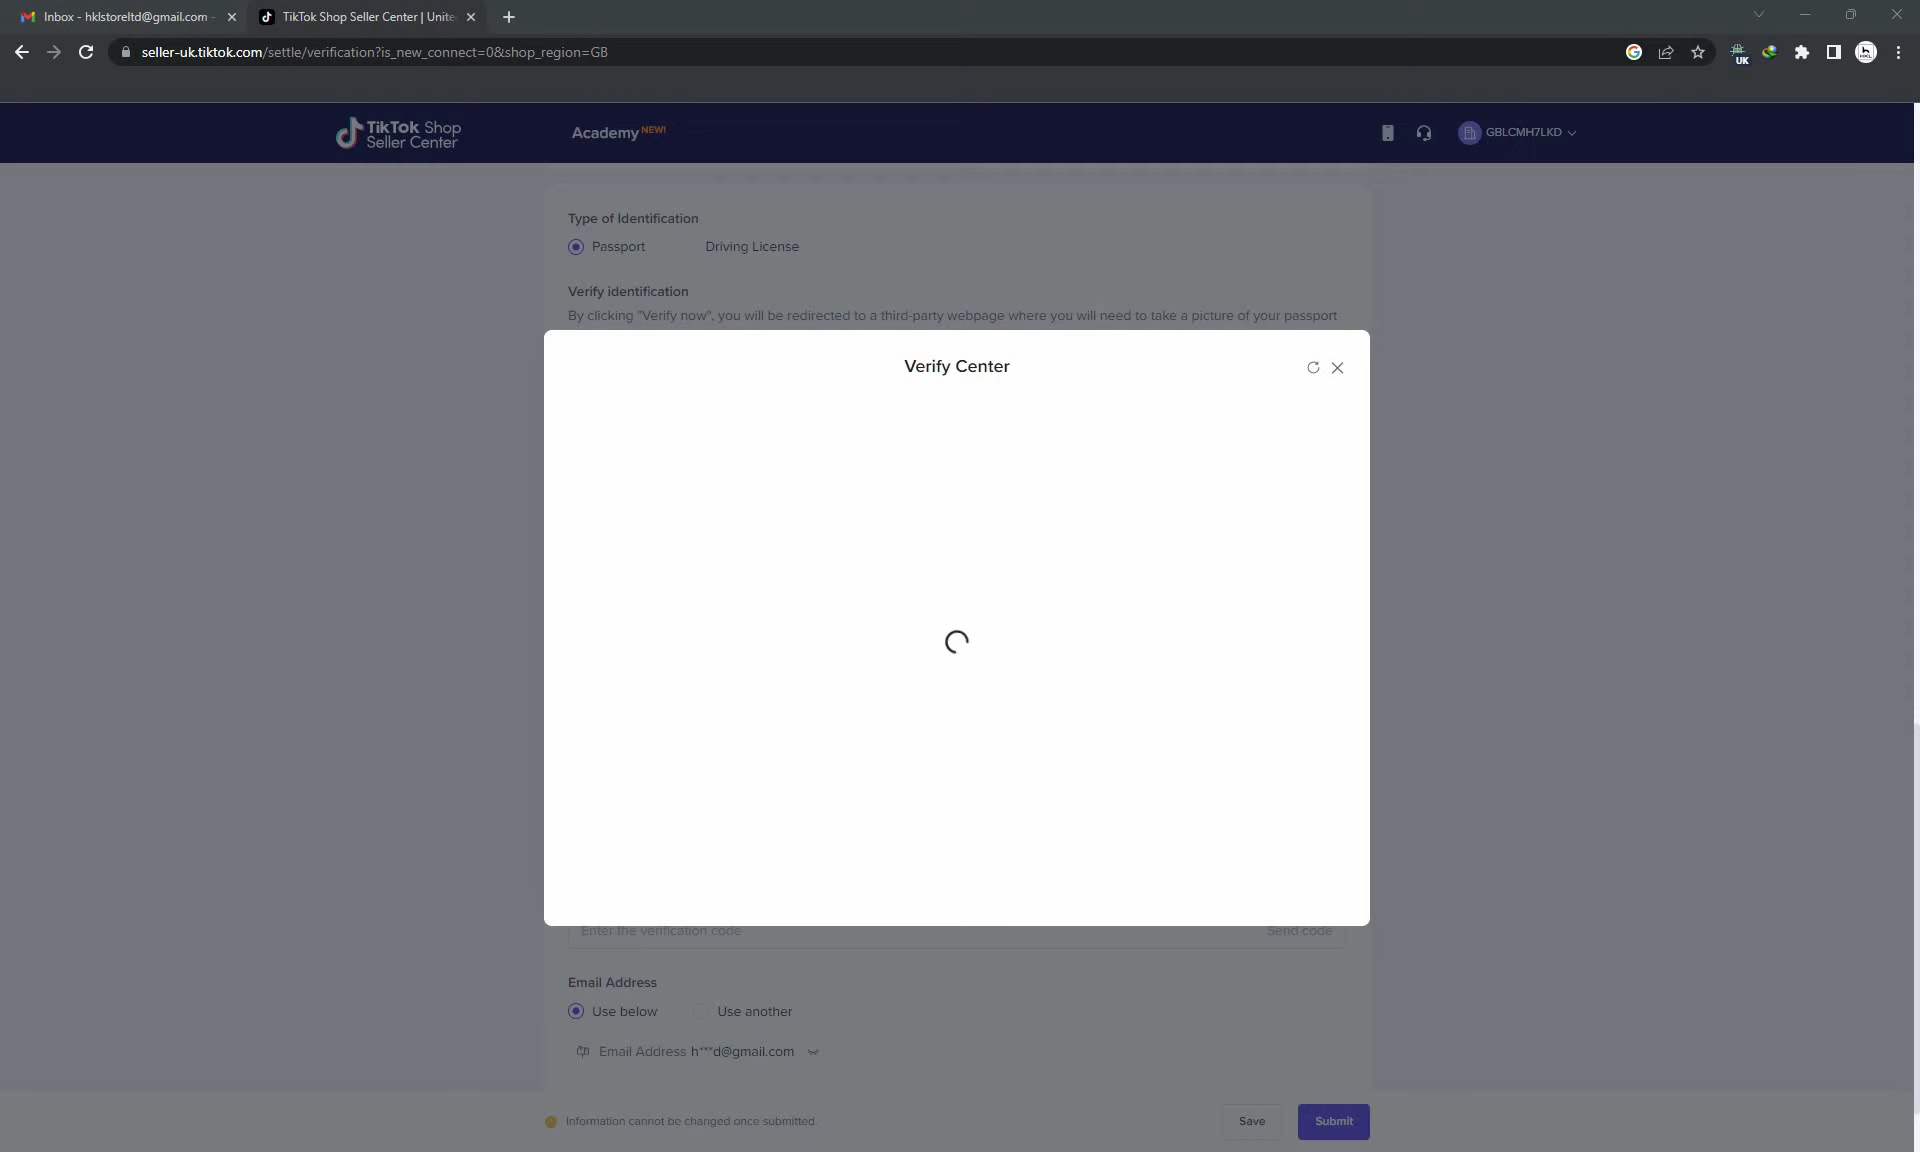 Inbox - hklstoreltd@gmail.com -
TikTok Shop Seller Center | Unite
seller-uk.tiktok.com/settle/verification?is_new_connect=0&shop_region=GB
UK
TikTok Shop
Seller Center
Academy NEW!
GBLCMH7LKD
Type of Identification
Passport
Driving License
Verify identification
By clicking "Verify now", you will be redirected to a third-party webpage where you will need to take a picture of your passport
Verify Center
Enter the verification code
Send code
Email Address
Use below
Use another
Email Address h***d@gmail.com
Information cannot be changed once submitted.
Save
Submit